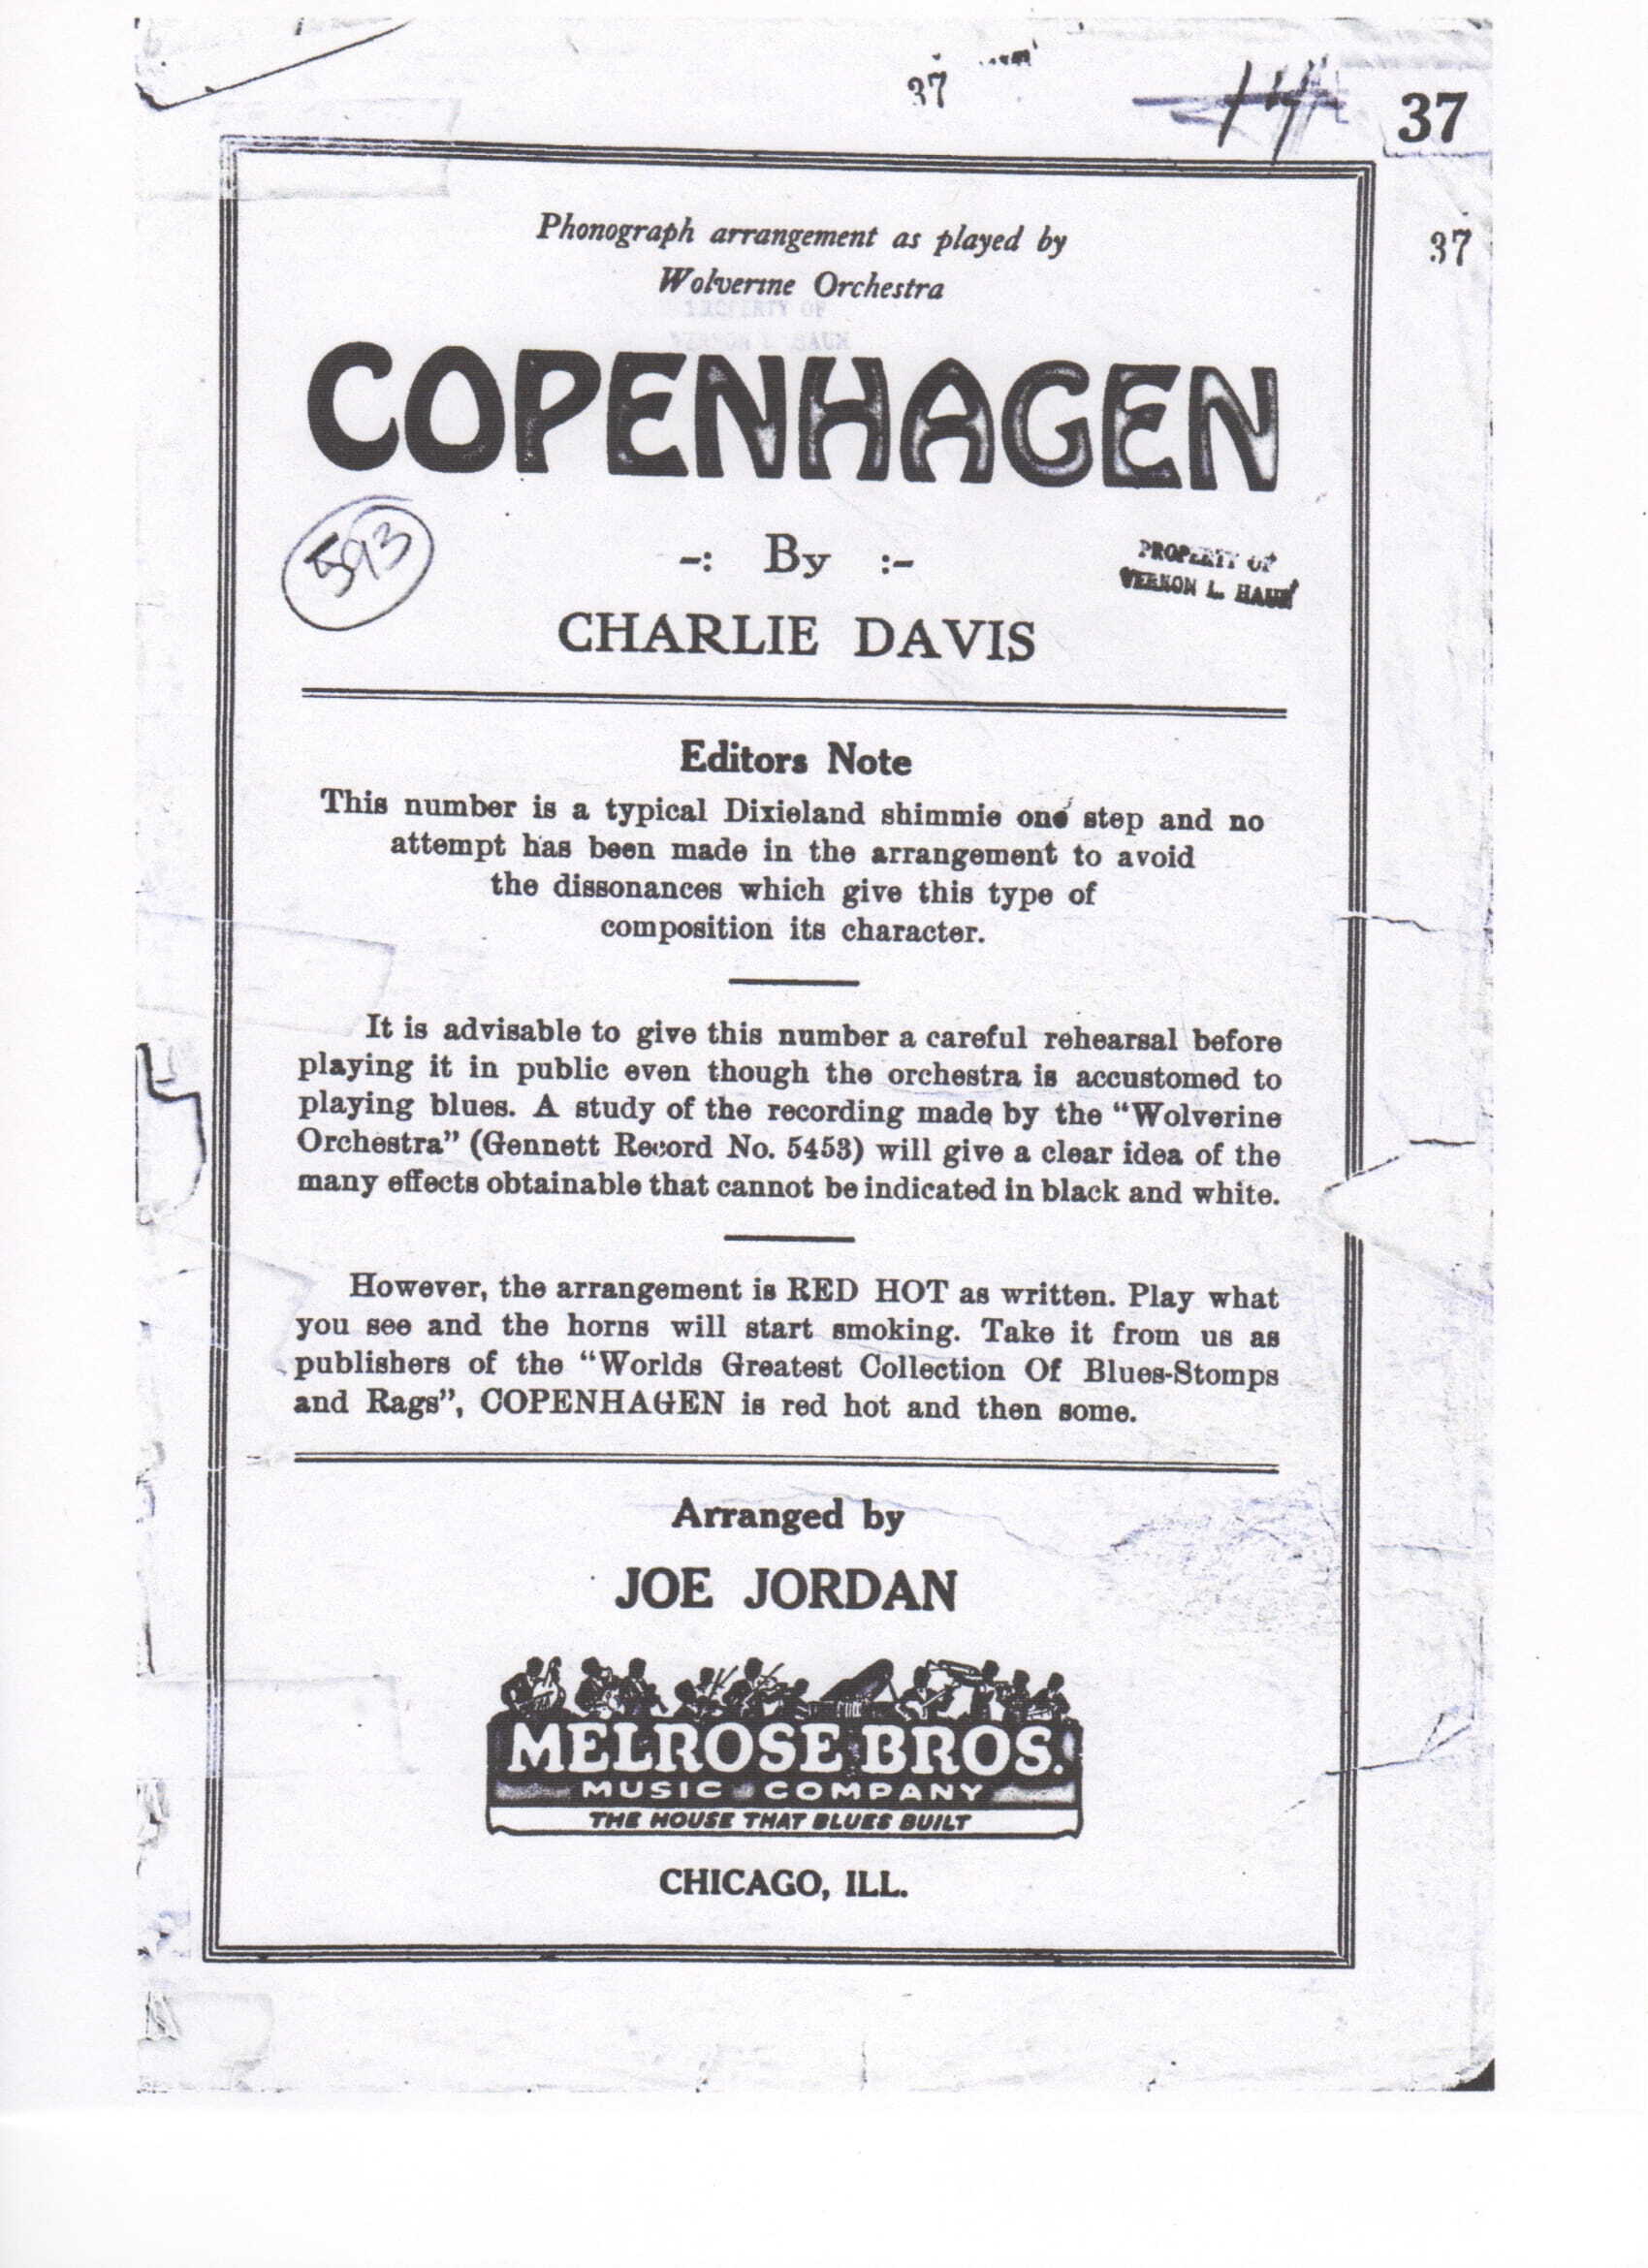 37
37
37
Phonograph arrangement as played by
Wolverine Orchestra
PROPERTY OF
VERNON L. HAUN
COPENHAGEN
593
-: By :-
PROPERTY OF
VERNON L. HAUN
CHARLIE DAVIS
Editors Note
This number is a typical Dixieland shimmie one step and no
attempt has been made in the arrangement to avoid
the dissonances which give this type of
composition its character.
It is advisable to give this number a careful rehearsal before
playing it in public even though the orchestra is accustomed to
playing blues. A study of the recording made by the “Wolverine
Orchestra” (Gennett Record No. 5453) will give a clear idea of the
many effects obtainable that cannot be indicated in black and white.
However, the arrangement is RED HOT as written. Play what
you see and the horns will start smoking. Take it from us as
publishers of the “Worlds Greatest Collection Of Blues-Stomps
and Rags”, COPENHAGEN is red hot and then some.
Arranged by
JOE JORDAN
MELROSE BROS.
MUSIC COMPANY
THE HOUSE THAT BLUES BUILT
CHICAGO, ILL.